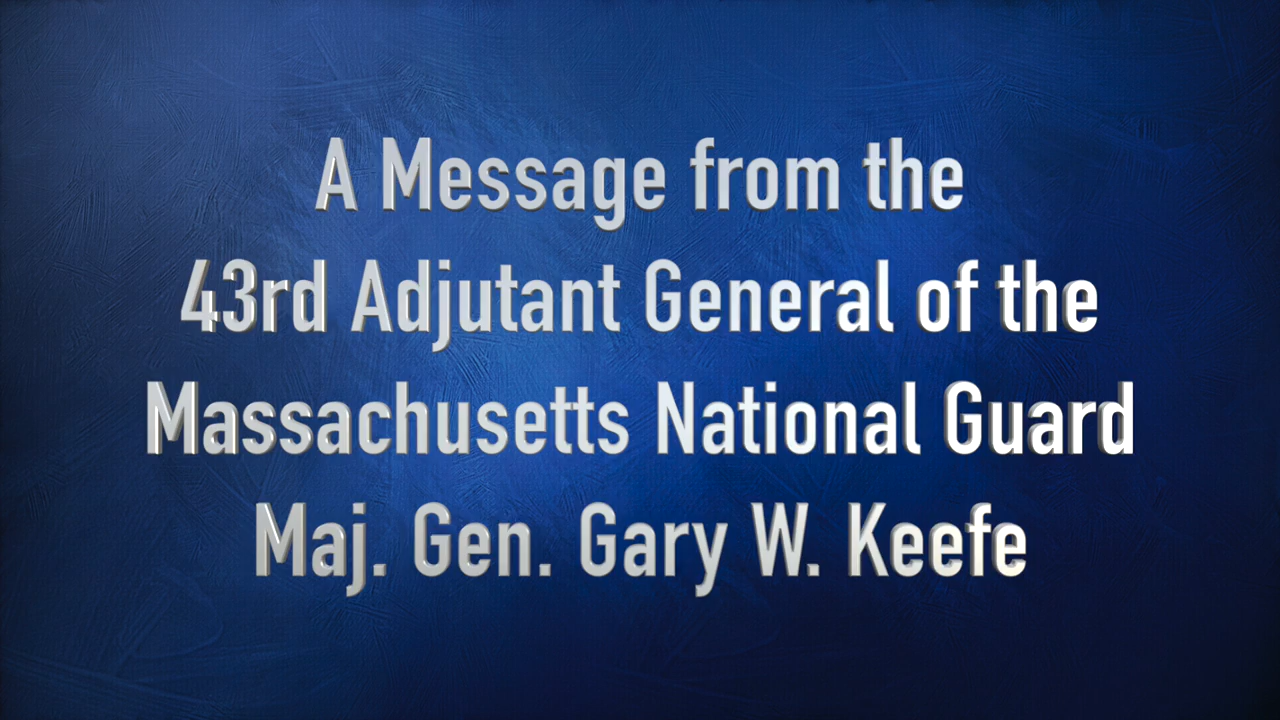 A Message from the
43rd Adjutant General of the
Massachusetts National Guard
Maj. Gen. Gary W. Keefe